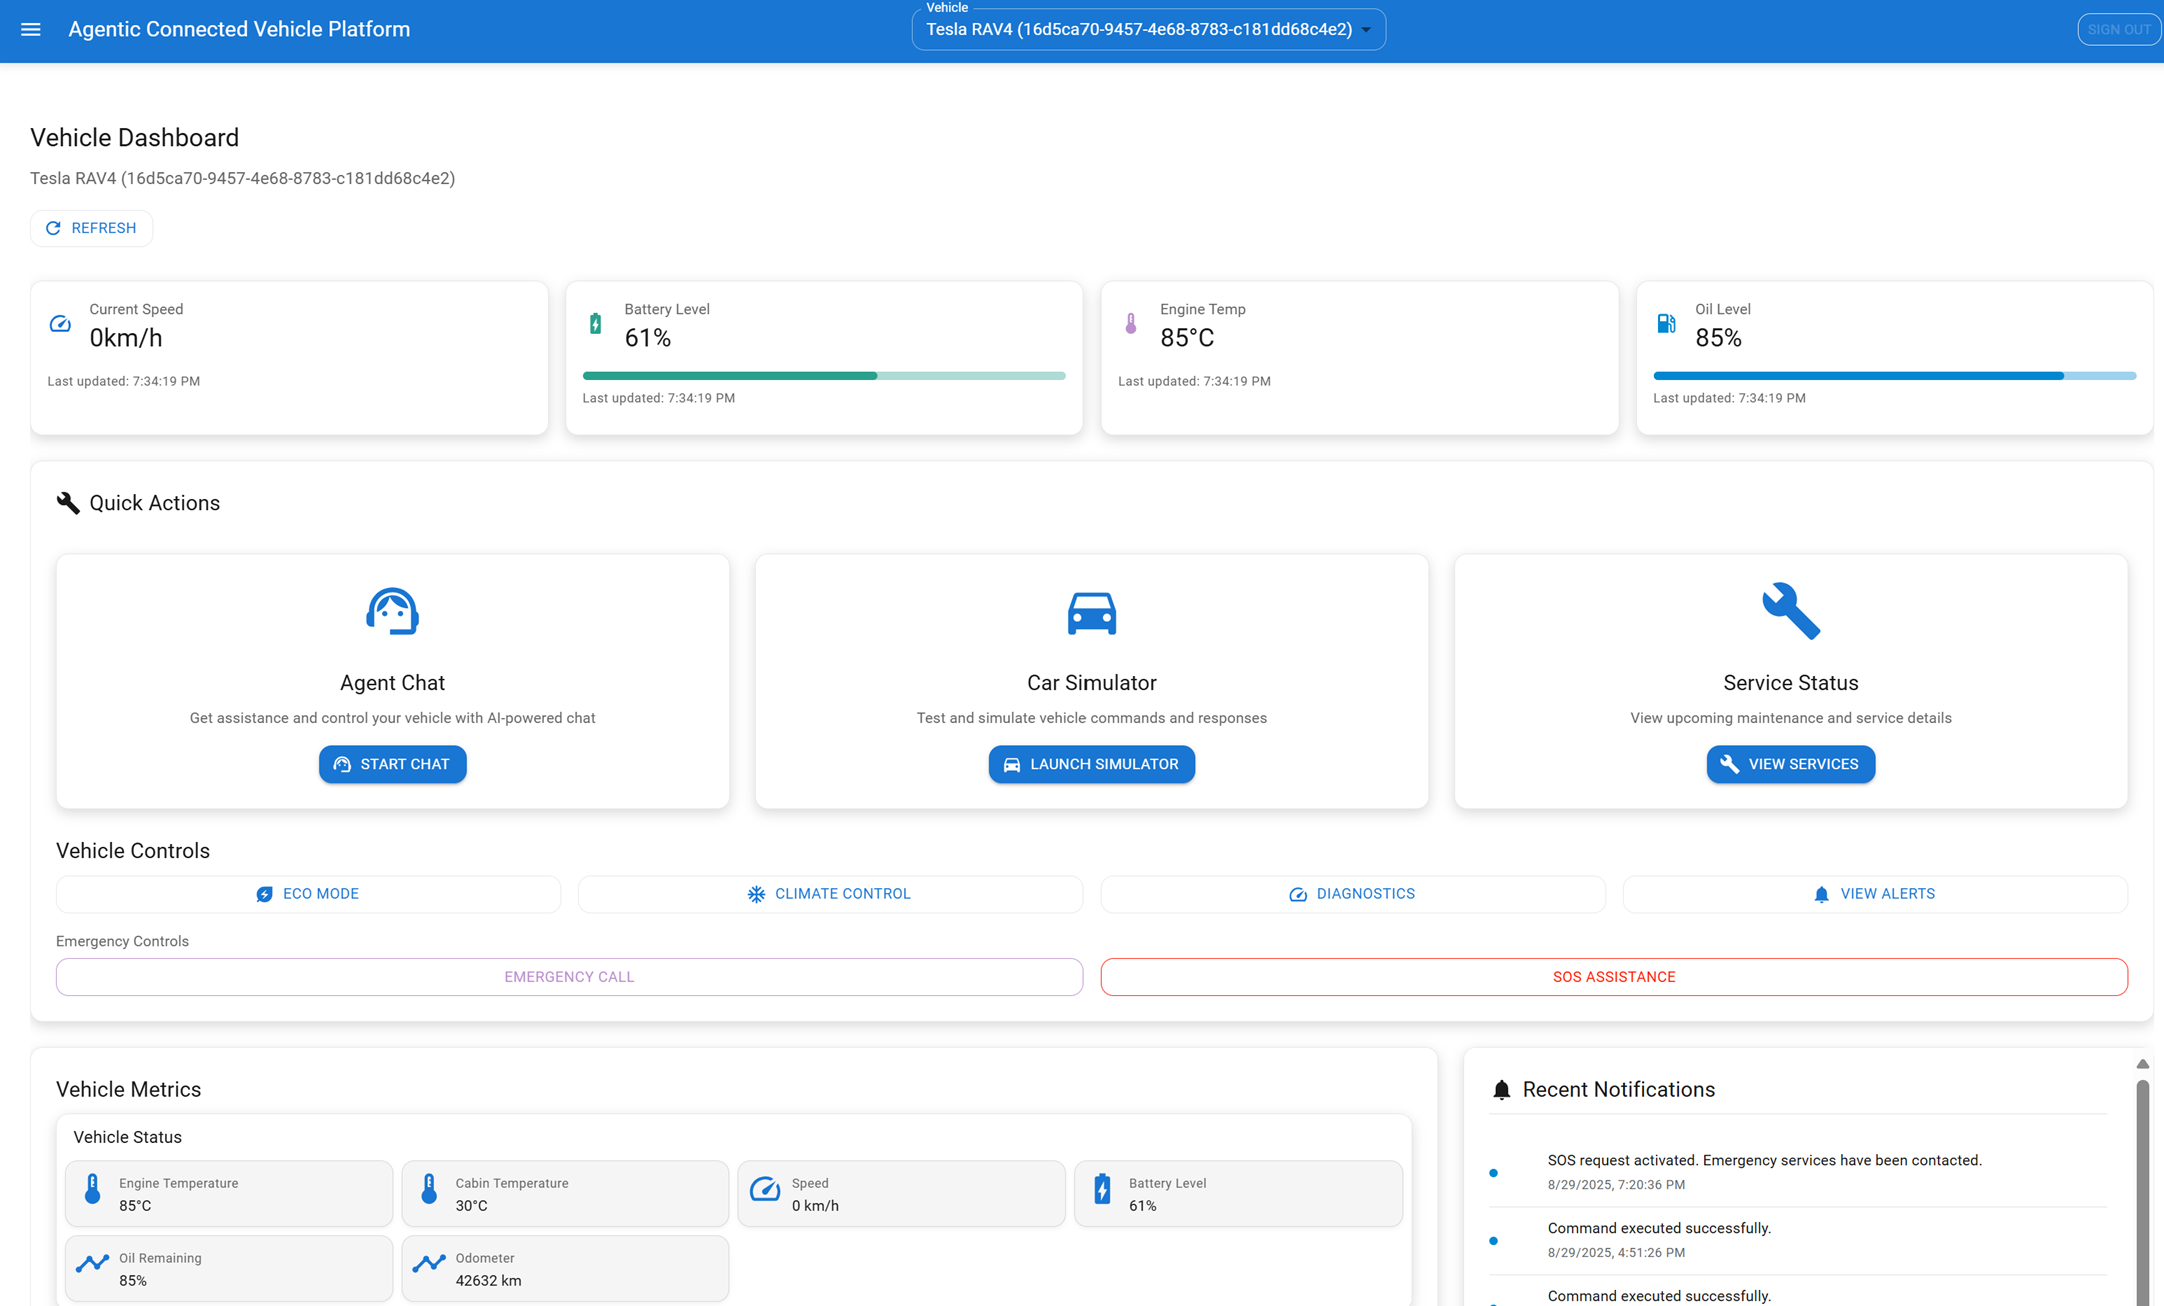 Agentic Connected Vehicle Platform
Vehicle
Tesla RAV4 (16d5ca70-9457-4e68-8783-c181dd68c4e2)
SIGN OUT
Vehicle Dashboard
Tesla RAV4 (16d5ca70-9457-4e68-8783-c181dd68c4e2)
REFRESH
Current Speed
0km/h
Last updated: 7:34:19 PM
Battery Level
61%
Last updated: 7:34:19 PM
Engine Temp
85°C
Last updated: 7:34:19 PM
Oil Level
85%
Last updated: 7:34:19 PM
Quick Actions
Agent Chat
Get assistance and control your vehicle with AI-powered chat
START CHAT
Car Simulator
Test and simulate vehicle commands and responses
LAUNCH SIMULATOR
Service Status
View upcoming maintenance and service details
VIEW SERVICES
Vehicle Controls
ECO MODE
CLIMATE CONTROL
DIAGNOSTICS
VIEW ALERTS
Emergency Controls
EMERGENCY CALL
SOS ASSISTANCE
Vehicle Metrics
Vehicle Status
Engine Temperature
85°C
Cabin Temperature
30°C
Speed
0 km/h
Battery Level
61%
Oil Remaining
85%
Odometer
42632 km
Recent Notifications
SOS request activated. Emergency services have been contacted.
8/29/2025, 7:20:36 PM
Command executed successfully.
8/29/2025, 4:51:26 PM
Command executed successfully.